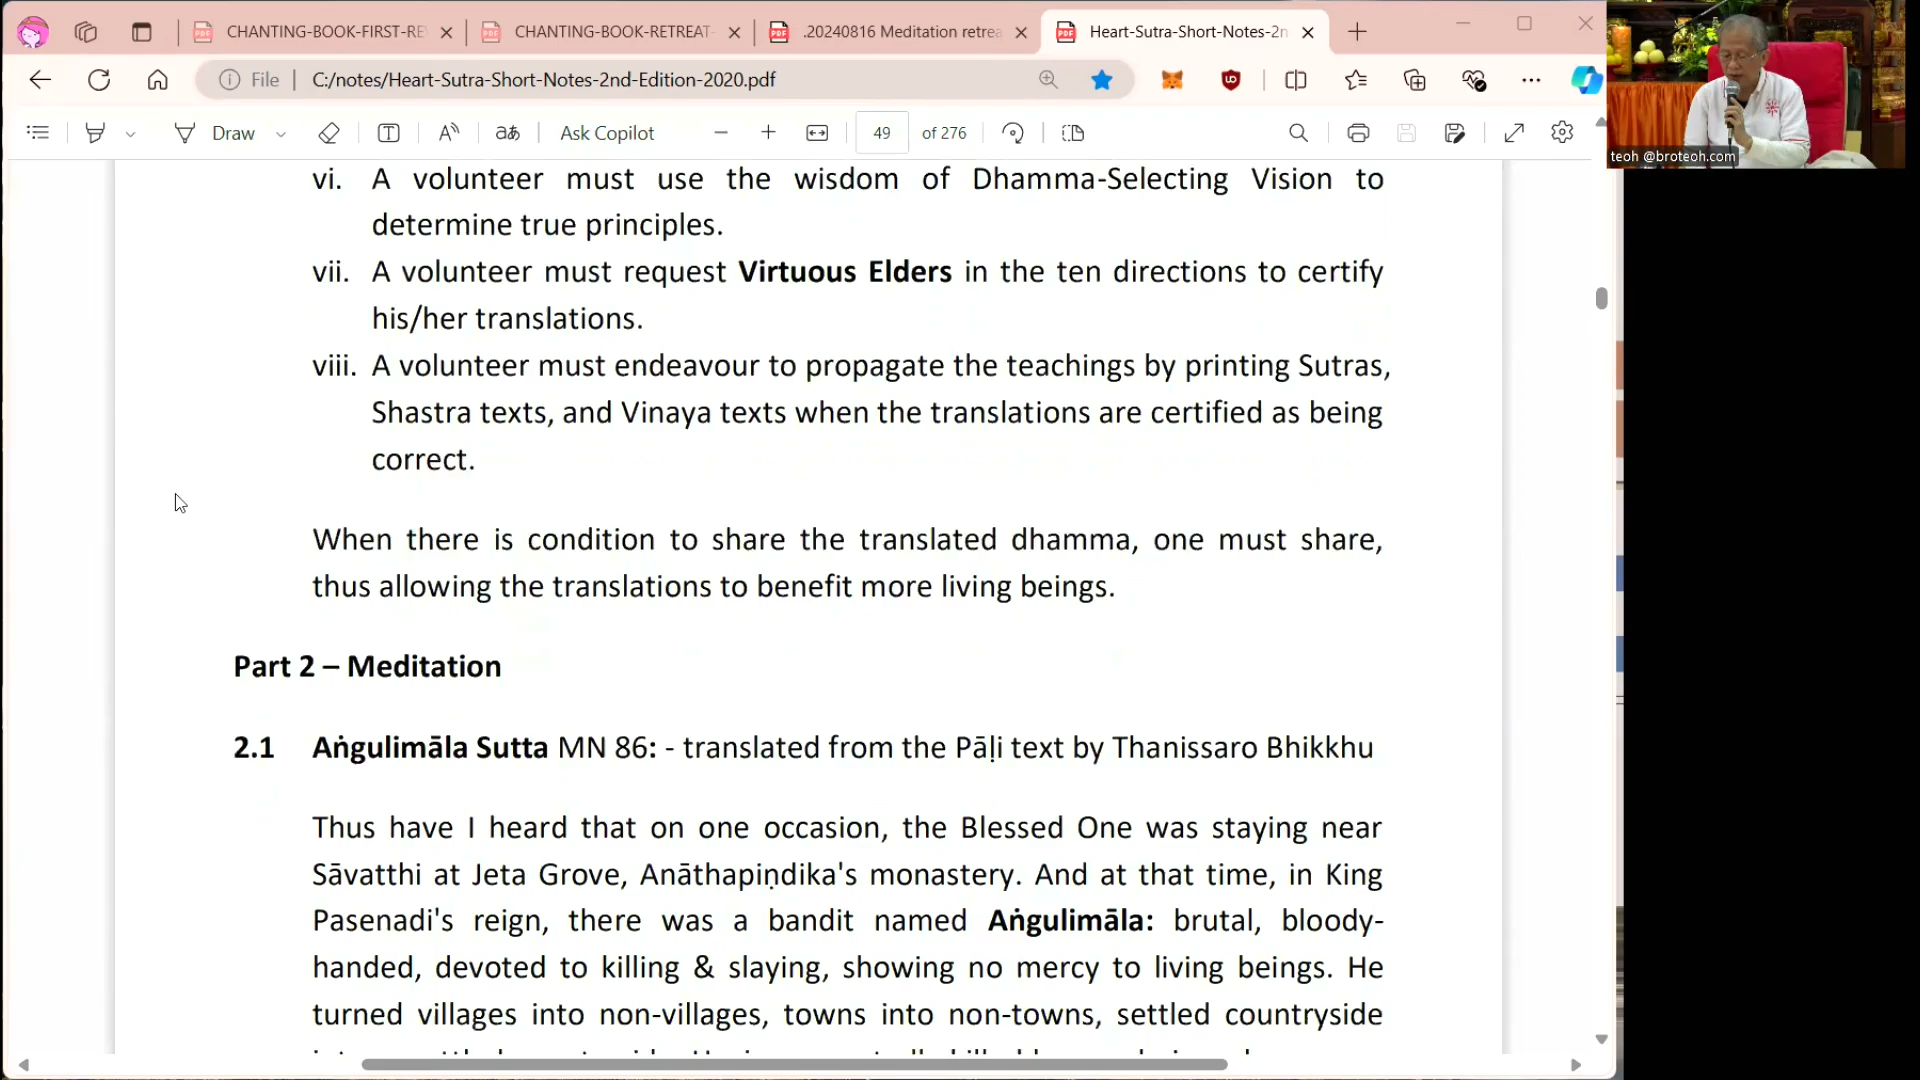 CHANTING-BOOK-FIRST-RE
CHANTING-BOOK-RETREAT-
.20240816 Meditation retrea
Heart-Sutra-Short-Notes-2n
File
C:/notes/Heart-Sutra-Short-Notes-2nd-Edition-2020.pdf
Draw
Ask Copilot
49 of 276
teoh @broteoh.com
vi. A volunteer must use the wisdom of Dhamma-Selecting Vision to
determine true principles.
vii. A volunteer must request Virtuous Elders in the ten directions to certify
his/her translations.
viii. A volunteer must endeavour to propagate the teachings by printing Sutras,
Shastra texts, and Vinaya texts when the translations are certified as being
correct.
When there is condition to share the translated dhamma, one must share,
thus allowing the translations to benefit more living beings.
Part 2 – Meditation
2.1 Aṅgulimāla Sutta MN 86: - translated from the Pāḷi text by Thanissaro Bhikkhu
Thus have I heard that on one occasion, the Blessed One was staying near
Sāvatthi at Jeta Grove, Anāthapiṇdika's monastery. And at that time, in King
Pasenadi's reign, there was a bandit named Aṅgulimāla: brutal, bloody-
handed, devoted to killing & slaying, showing no mercy to living beings. He
turned villages into non-villages, towns into non-towns, settled countryside